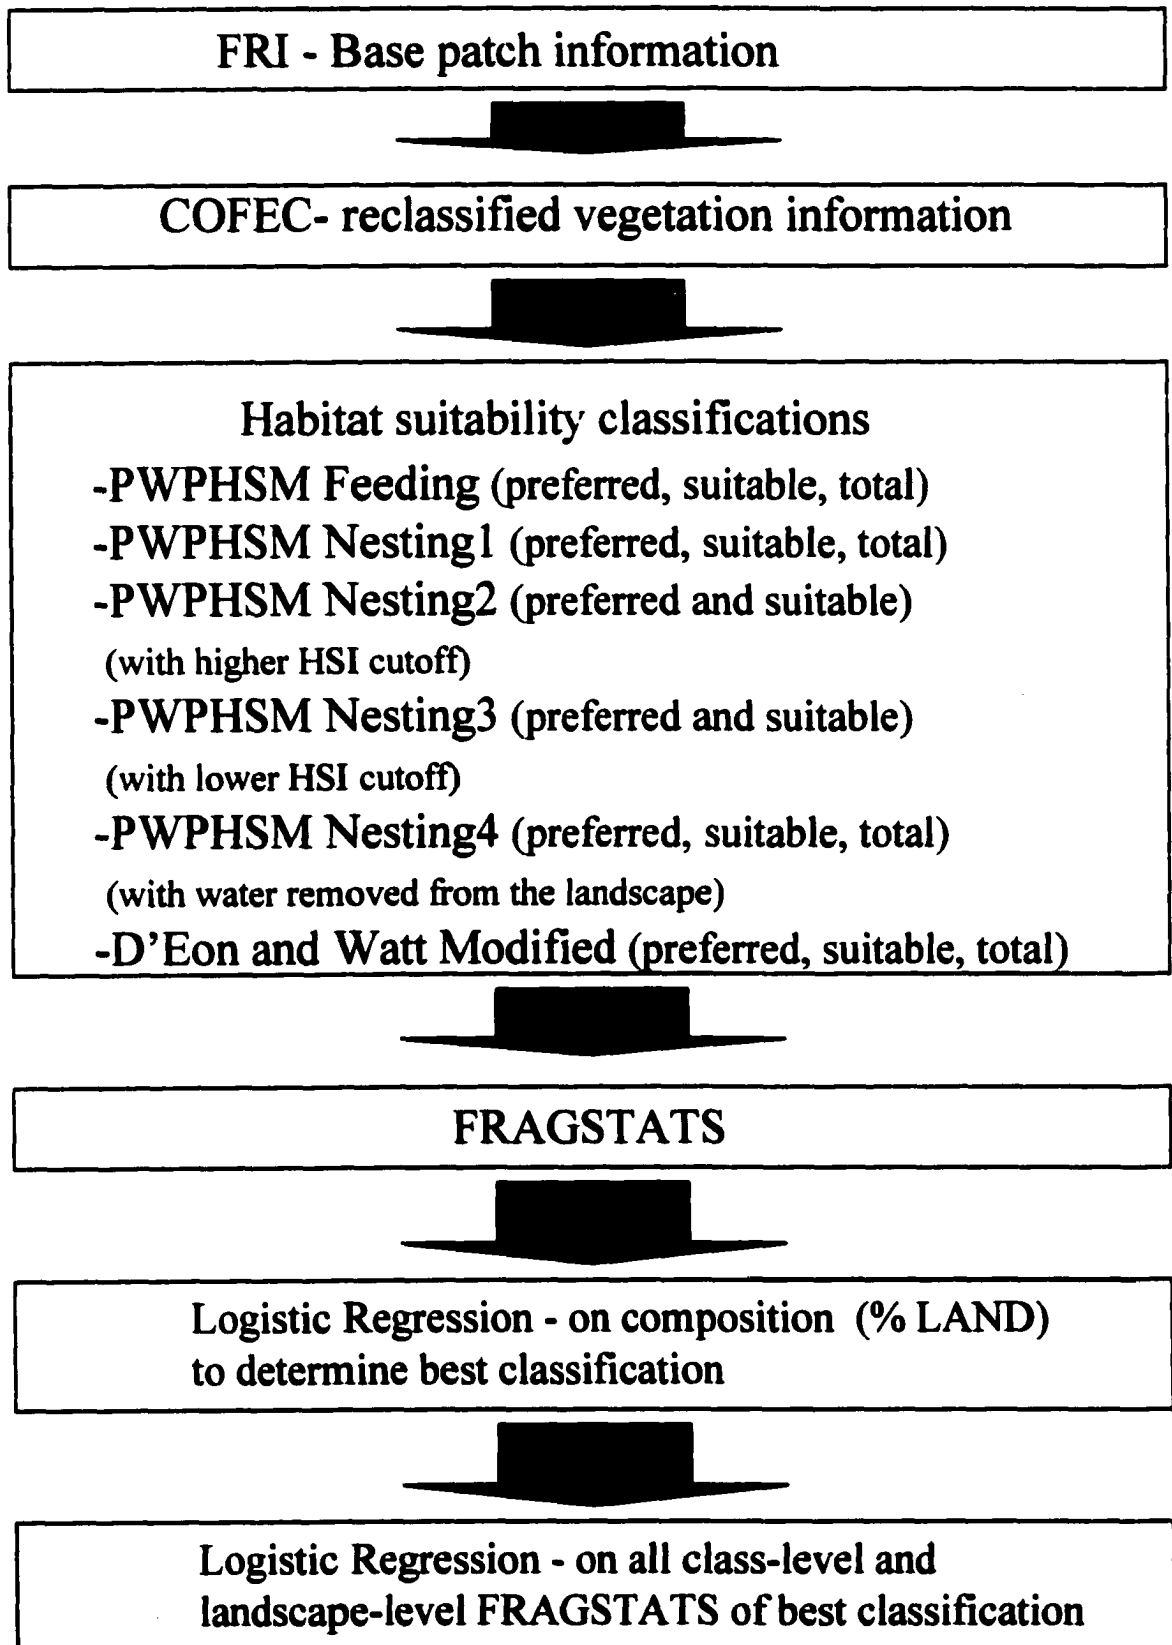 FRI - Base patch information
COFEC- reclassified vegetation information
Habitat suitability classifications
-PWPHSM Feeding (preferred, suitable, total)
-PWPHSM Nesting1 (preferred, suitable, total)
-PWPHSM Nesting2 (preferred and suitable)
(with higher HSI cutoff)
-PWPHSM Nesting3 (preferred and suitable)
(with lower HSI cutoff)
-PWPHSM Nesting4 (preferred, suitable, total)
(with water removed from the landscape)
-D'Eon and Watt Modified (preferred, suitable, total)
FRAGSTATS
Logistic Regression - on composition (% LAND)
to determine best classification
Logistic Regression - on all class-level and
landscape-level FRAGSTATS of best classification